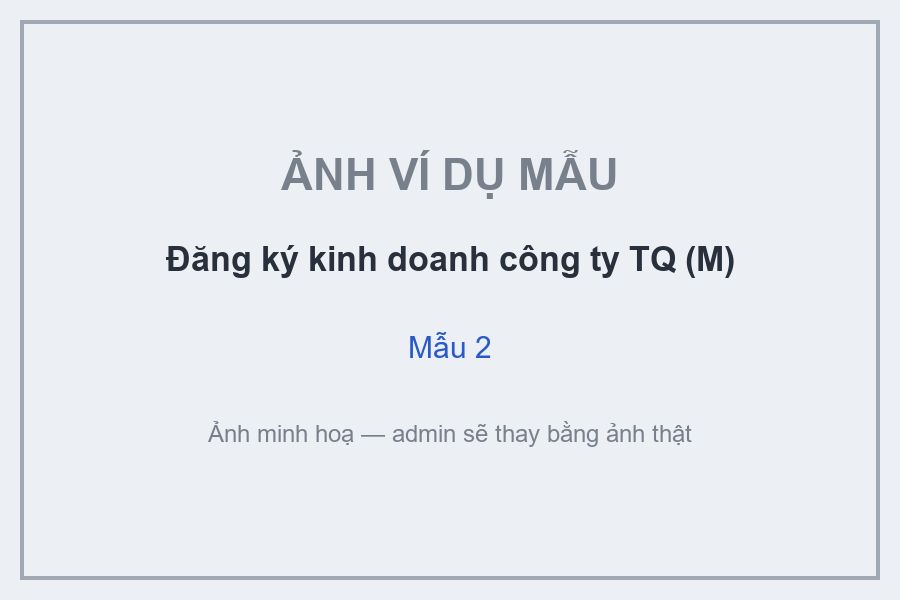 ẢNH VÍ DỤ MẪU
Đăng ký kinh doanh công ty TQ (M)
Mẫu 2
Ảnh minh hoạ — admin sẽ thay bằng ảnh thật